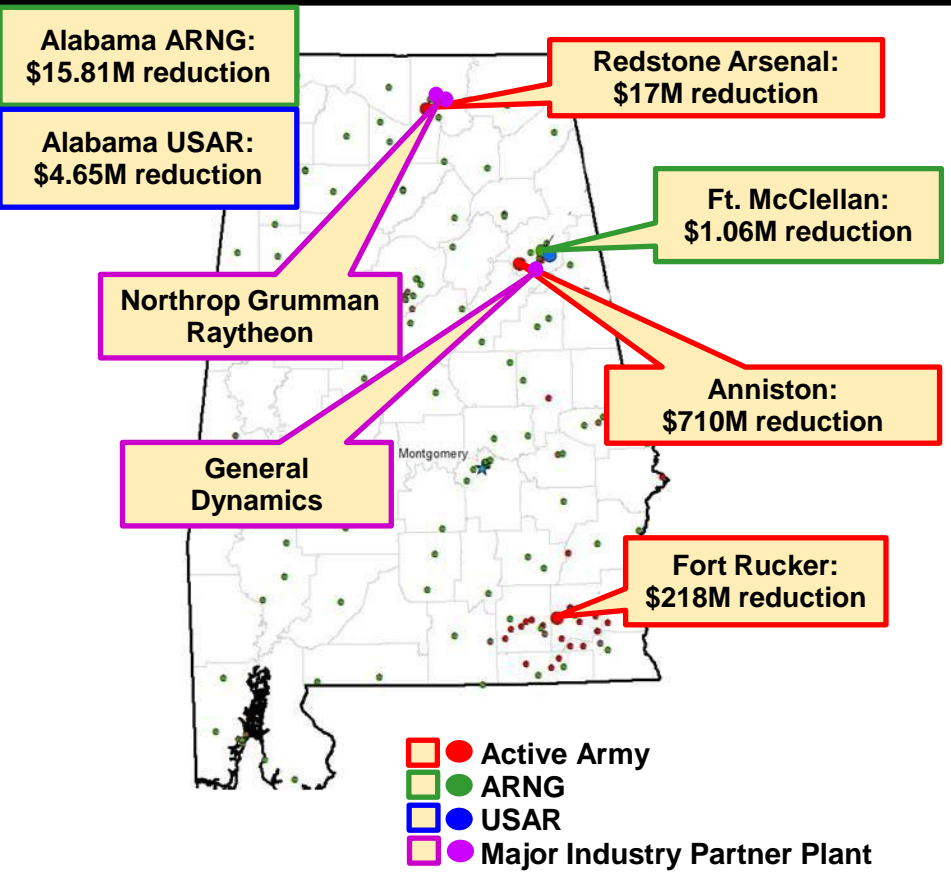 Alabama ARNG:
$15.81M reduction
Alabama USAR:
$4.65M reduction
Redstone Arsenal:
$17M reduction
Ft. McClellan:
$1.06M reduction
Northrop Grumman
Raytheon
Anniston:
$710M reduction
General
Dynamics
Montgomery
Fort Rucker:
$218M reduction
Active Army
ARNG
USAR
Major Industry Partner Plant